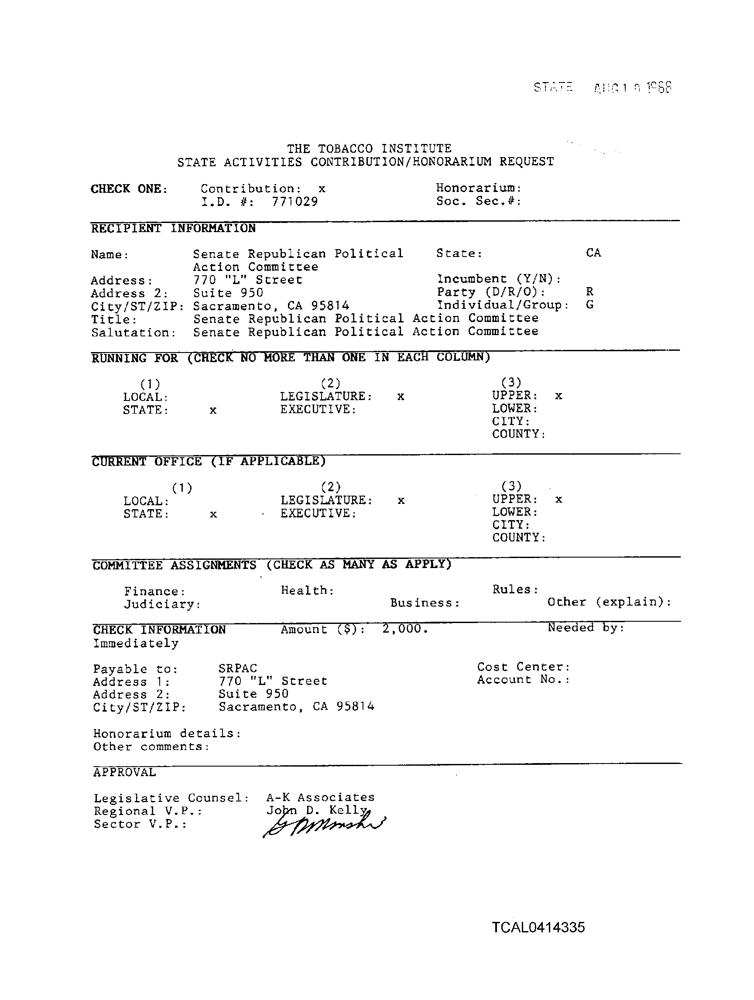 STATE AUG 1 1988
THE TOBACCO INSTITUTE
STATE ACTIVITIES CONTRIBUTION/HONORARIUM REQUEST
CHECK ONE: Contribution: x Honorarium:
I.D. #: 771029 Soc. Sec.#:
RECIPIENT INFORMATION
Name: Senate Republican Political State: CA
Action Committee
Address: 770 "L" Street Incumbent (Y/N):
Address 2: Suite 950 Party (D/R/O): R
City/ST/ZIP: Sacramento, CA 95814 Individual/Group: G
Title: Senate Republican Political Action Committee
Salutation: Senate Republican Political Action Committee
RUNNING FOR (CHECK NO MORE THAN ONE IN EACH COLUMN)
(1) (2) (3)
LOCAL: LEGISLATURE: x UPPER: x
STATE: x EXECUTIVE: LOWER:
CITY:
COUNTY:
CURRENT OFFICE (IF APPLICABLE)
(1) (2) (3)
LOCAL: LEGISLATURE: x UPPER: x
STATE: x EXECUTIVE: LOWER:
CITY:
COUNTY:
COMMITTEE ASSIGNMENTS (CHECK AS MANY AS APPLY)
Finance: Health: Rules:
Judiciary: Business: Other (explain):
CHECK INFORMATION Amount ($): 2,000. Needed by:
Immediately
Payable to: SRPAC Cost Center:
Address 1: 770 "L" Street Account No.:
Address 2: Suite 950
City/ST/ZIP: Sacramento, CA 95814
Honorarium details:
Other comments:
APPROVAL
Legislative Counsel: A-K Associates
Regional V.P.: John D. Kelly
Sector V.P.:
TCAL0414335